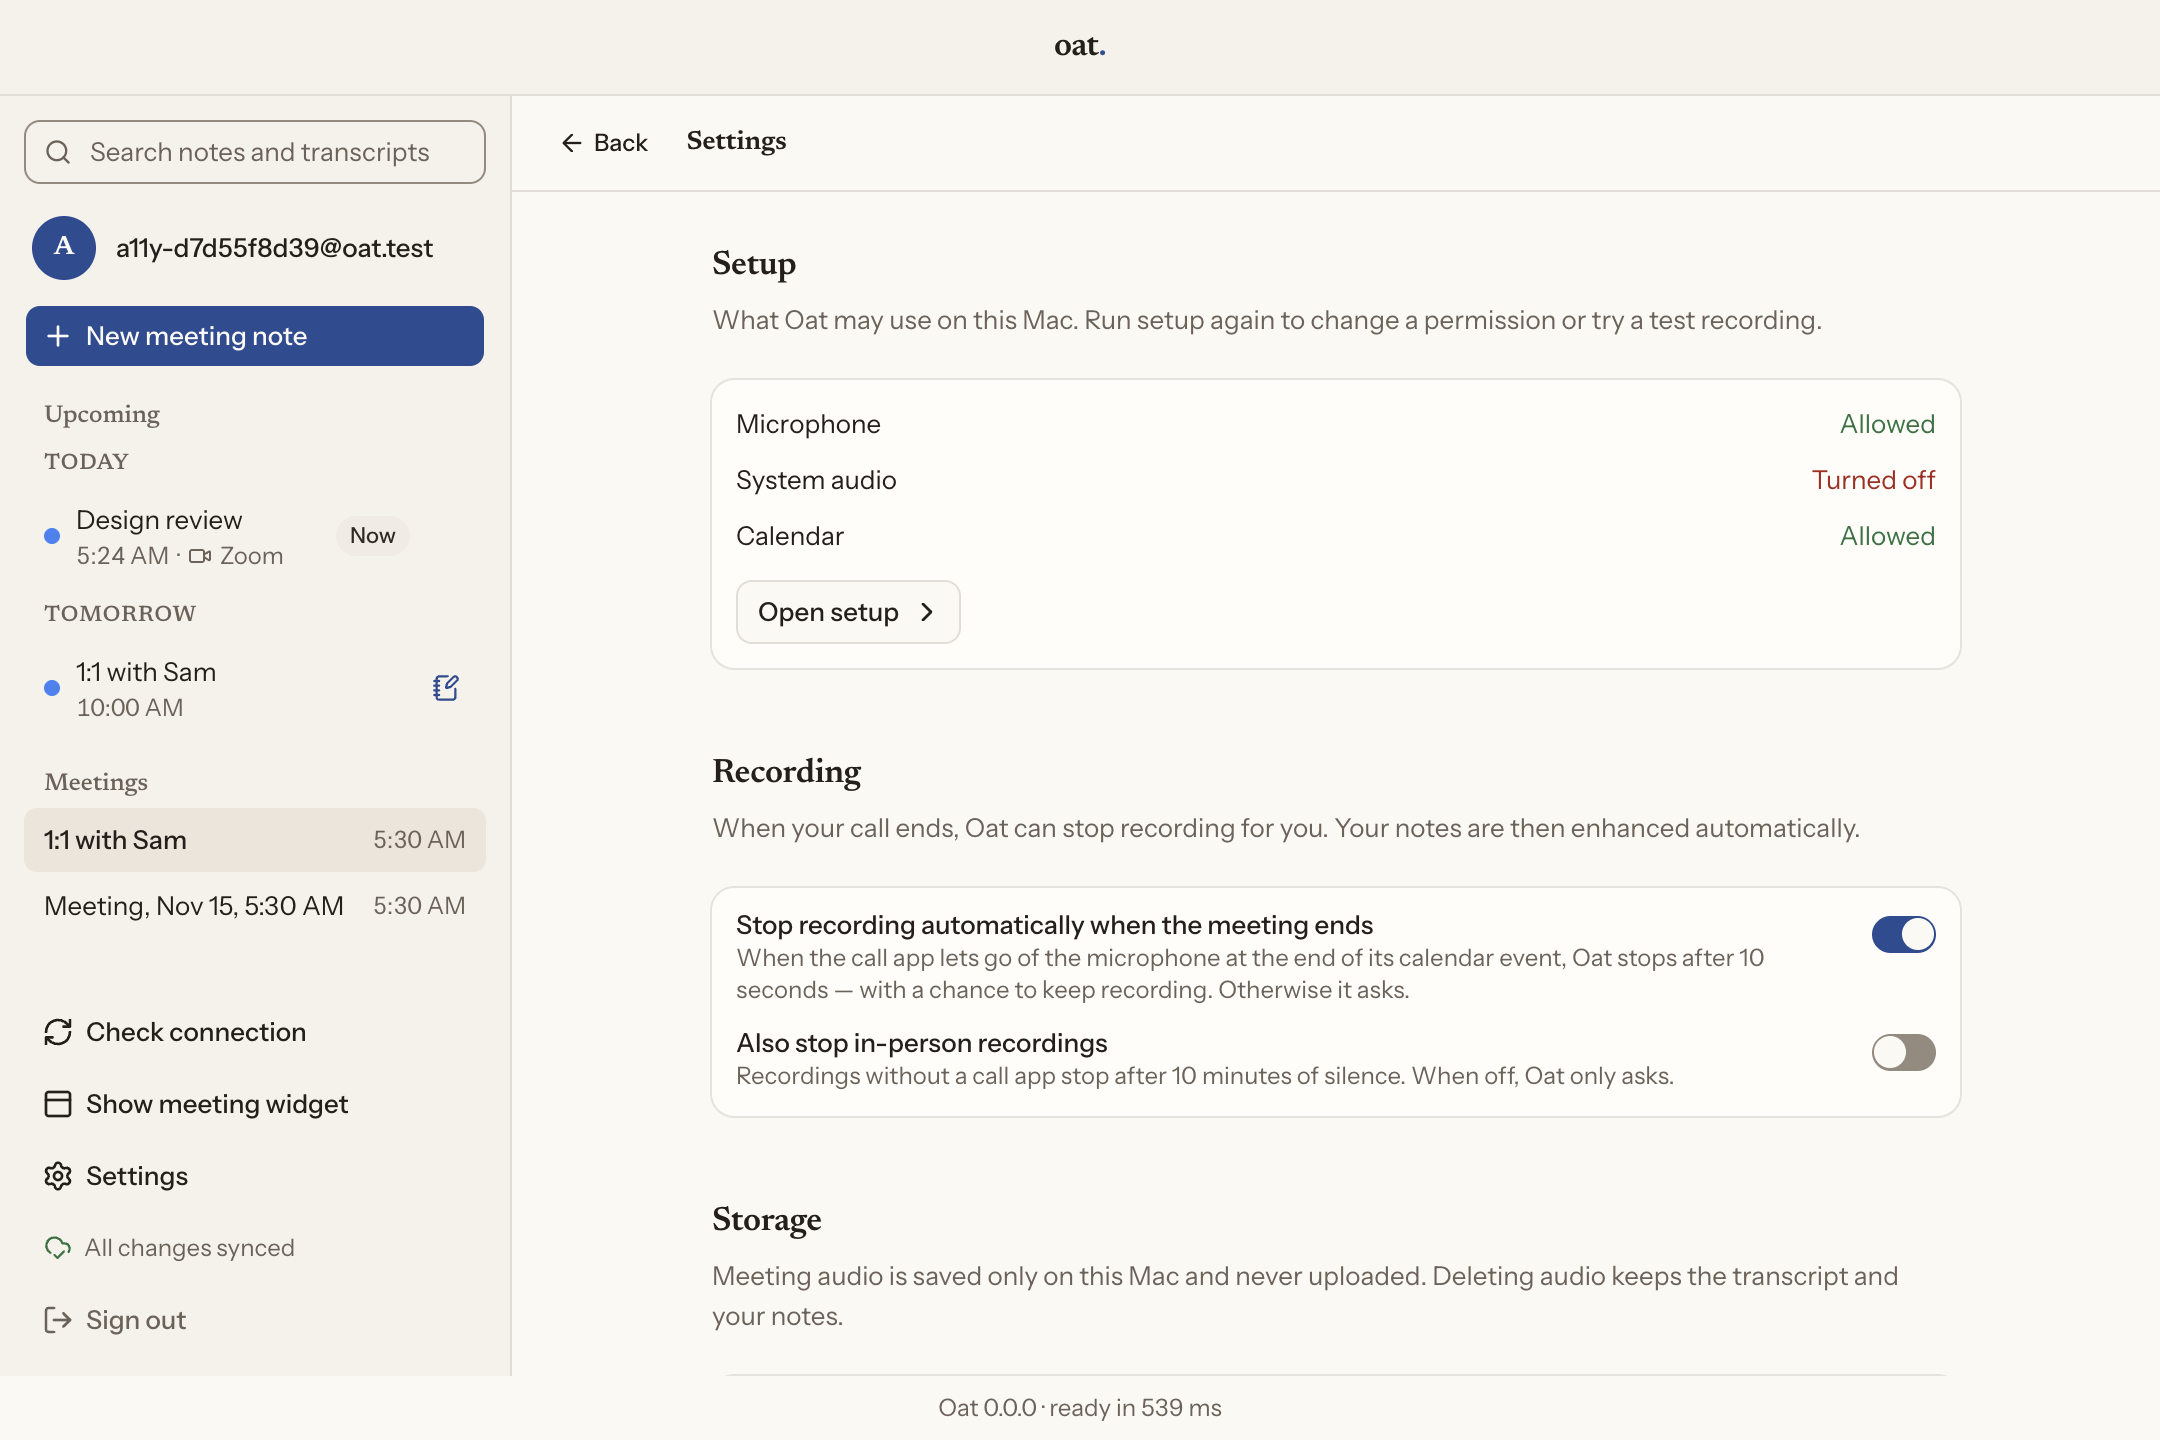 oat.
Search notes and transcripts
A
a11y-d7d55f8d39@oat.test
New meeting note
Upcoming
TODAY
Design review
5:24 AM · Zoom
Now
TOMORROW
1:1 with Sam
10:00 AM
Meetings
1:1 with Sam 5:30 AM
Meeting, Nov 15, 5:30 AM 5:30 AM
Check connection
Show meeting widget
Settings
All changes synced
Sign out
Back Settings
Setup
What Oat may use on this Mac. Run setup again to change a permission or try a test recording.
Microphone Allowed
System audio Turned off
Calendar Allowed
Open setup
Recording
When your call ends, Oat can stop recording for you. Your notes are then enhanced automatically.
Stop recording automatically when the meeting ends
When the call app lets go of the microphone at the end of its calendar event, Oat stops after 10
seconds — with a chance to keep recording. Otherwise it asks.
Also stop in-person recordings
Recordings without a call app stop after 10 minutes of silence. When off, Oat only asks.
Storage
Meeting audio is saved only on this Mac and never uploaded. Deleting audio keeps the transcript and
your notes.
Oat 0.0.0 · ready in 539 ms